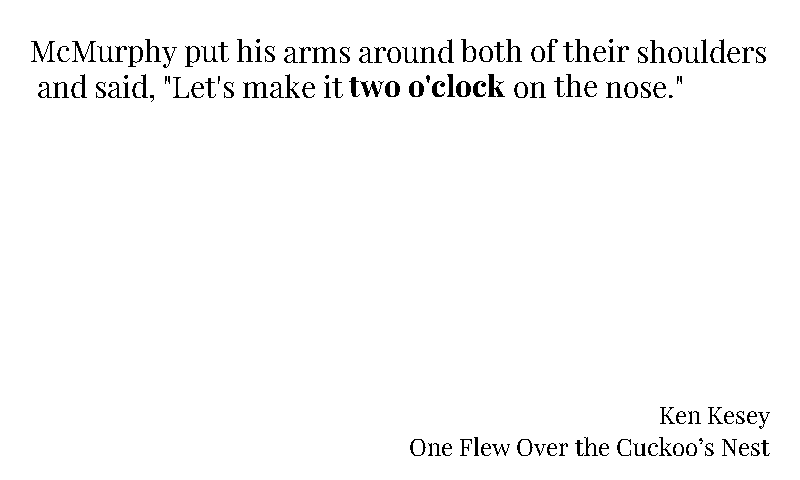 McMurphy put his arms around both of their shoulders
and said, "Let's make it two o'clock on the nose."
Ken Kesey
One Flew Over the Cuckoo’s Nest